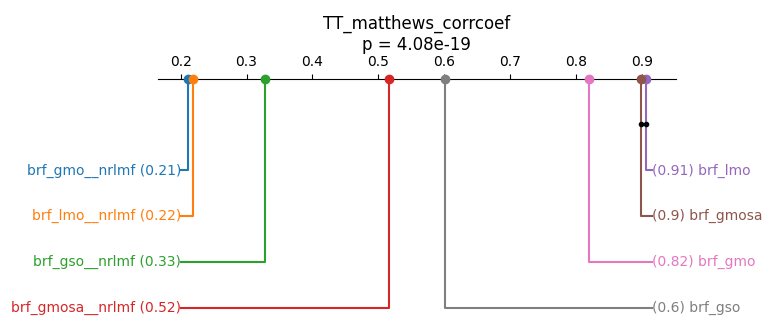 TT_matthews_corrcoef
p = 4.08e-19
0.2 0.3 0.4 0.5 0.6 0.7 0.8 0.9
brf_gmo__nrlmf (0.21) (0.91) brf_lmo
brf_lmo__nrlmf (0.22) (0.9) brf_gmosa
brf_gso__nrlmf (0.33) (0.82) brf_gmo
brf_gmosa__nrlmf (0.52) (0.6) brf_gso